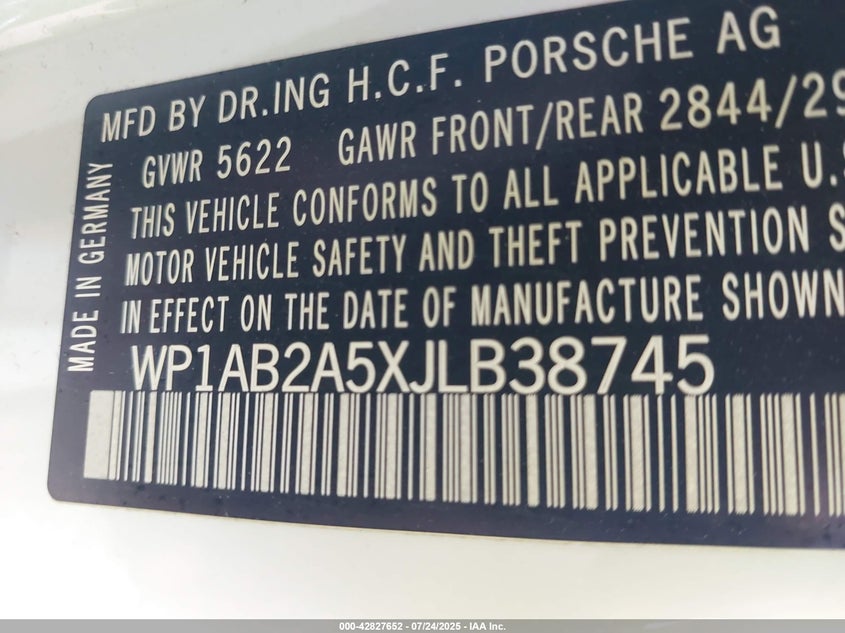 MFD BY DR.ING H.C.F. PORSCHE AG
GVWR 5622 GAWR FRONT/REAR 2844/29
THIS VEHICLE CONFORMS TO ALL APPLICABLE U.S
MOTOR VEHICLE SAFETY AND THEFT PREVENTION S
IN EFFECT ON THE DATE OF MANUFACTURE SHOWN
WP1AB2A5XJLB38745
MADE IN GERMANY
000-42827652 - 07/24/2025 - IAA Inc.